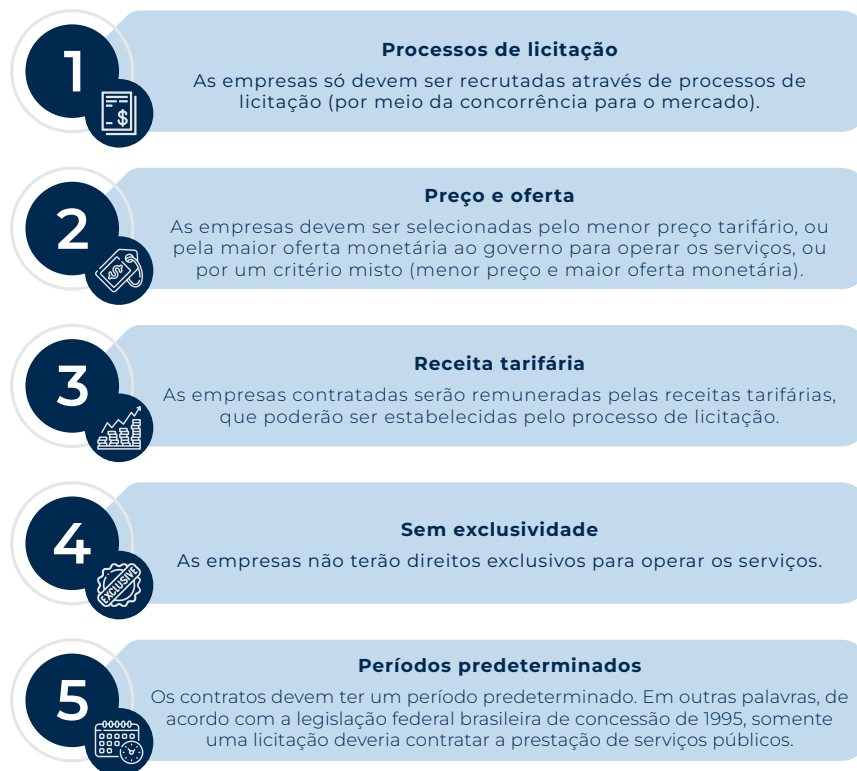 1
Processos de licitação
As empresas só devem ser recrutadas através de processos de
licitação (por meio da concorrência para o mercado).
$
2
Preço e oferta
As empresas devem ser selecionadas pelo menor preço tarifário, ou
pela maior oferta monetária ao governo para operar os serviços, ou
por um critério misto (menor preço e maior oferta monetária).
$
3
Receita tarifária
As empresas contratadas serão remuneradas pelas receitas tarifárias,
que poderão ser estabelecidas pelo processo de licitação.
4
Sem exclusividade
As empresas não terão direitos exclusivos para operar os serviços.
EXCLUSIVE
5
Períodos predeterminados
Os contratos devem ter um período predeterminado. Em outras palavras, de
acordo com a legislação federal brasileira de concessão de 1995, somente
uma licitação deveria contratar a prestação de serviços públicos.